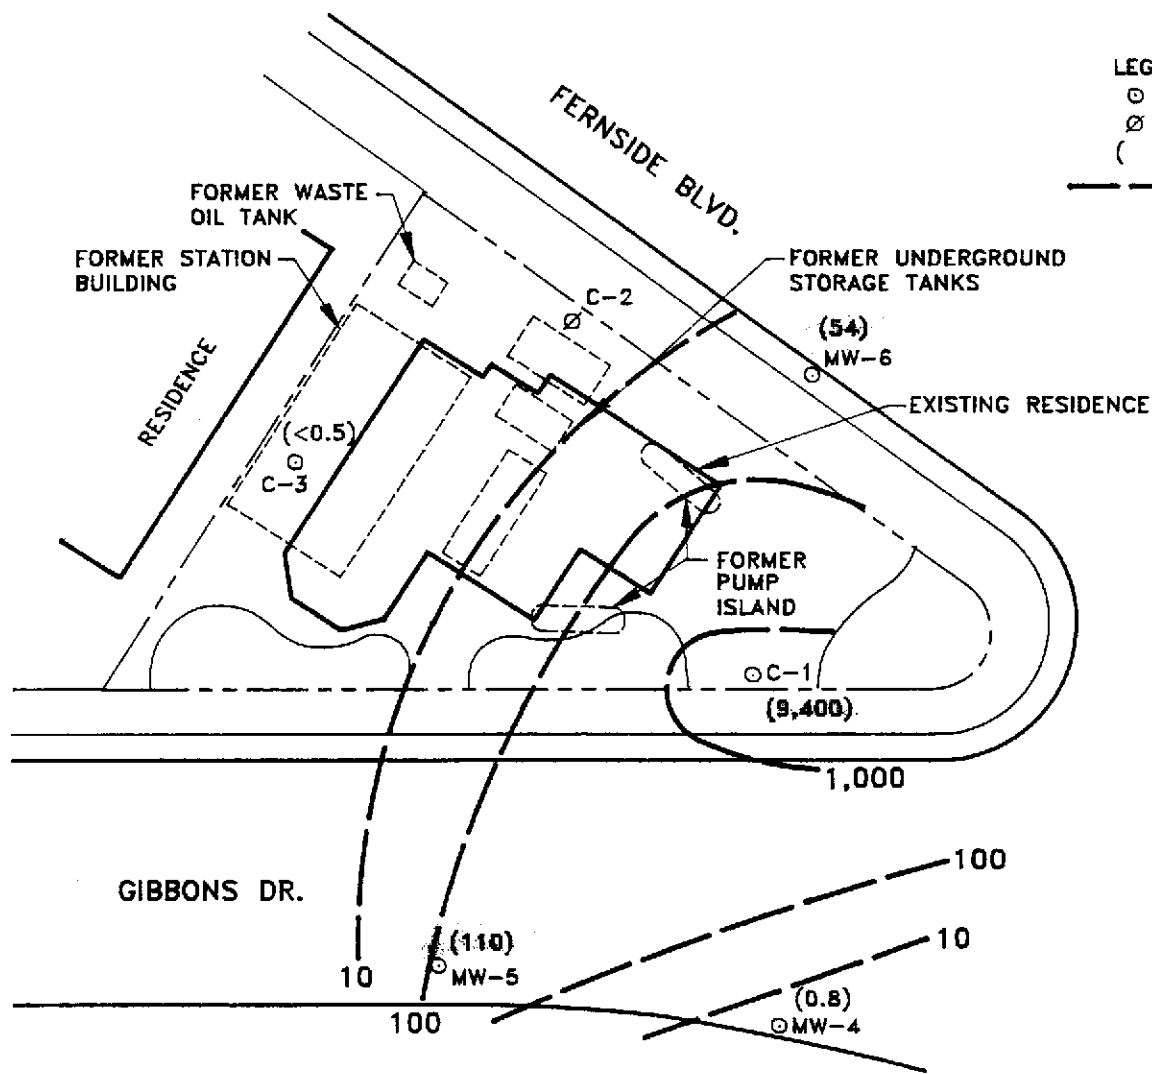 LEG
(
FERNSIDE BLVD.
FORMER WASTE
OIL TANK
FORMER STATION
BUILDING
FORMER UNDERGROUND
STORAGE TANKS
C-2
(54)
MW-6
EXISTING RESIDENCE
RESIDENCE
(<0.5)
C-3
FORMER
PUMP
ISLAND
C-1
(9,400)
1,000
GIBBONS DR.
100
10
(110)
MW-5
10
100
(0.8)
MW-4